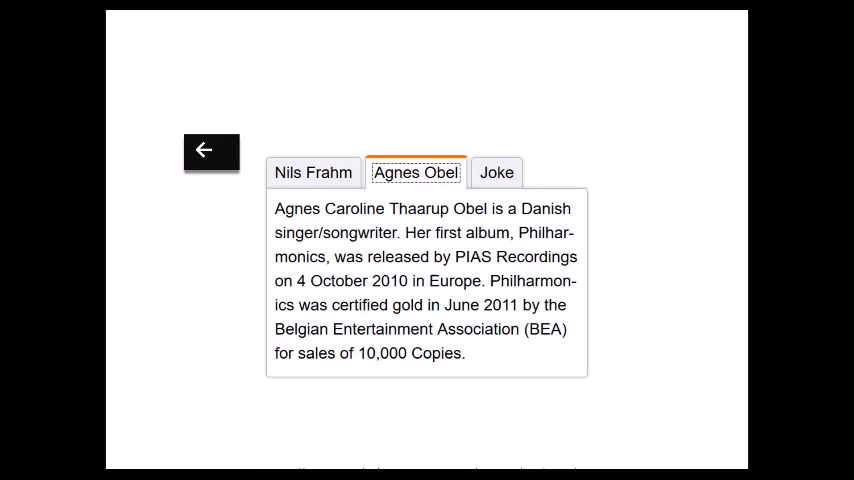 Nils Frahm Agnes Obel Joke
Agnes Caroline Thaarup Obel is a Danish
singer/songwriter. Her first album, Philhar-
monics, was released by PIAS Recordings
on 4 October 2010 in Europe. Philharmon-
ics was certified gold in June 2011 by the
Belgian Entertainment Association (BEA)
for sales of 10,000 Copies.